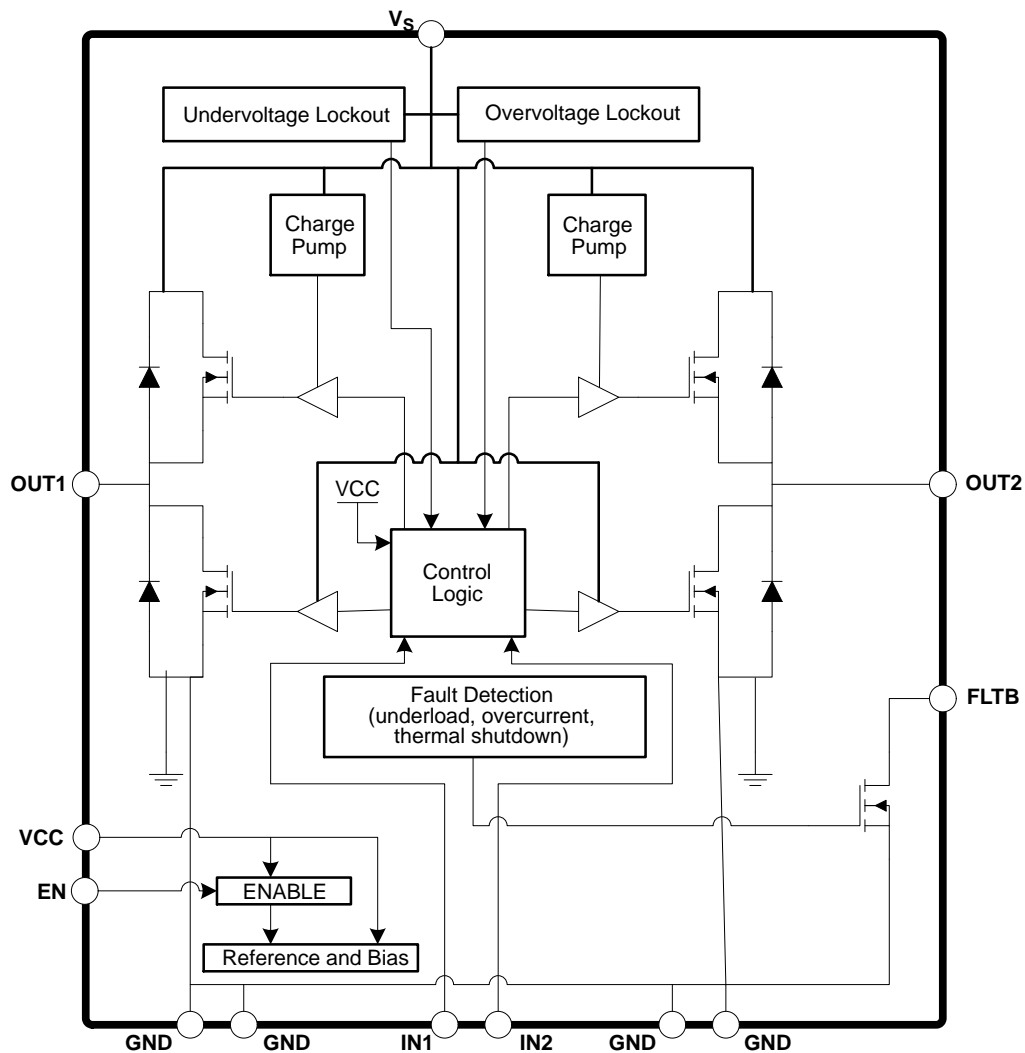 VS
Undervoltage Lockout
Overvoltage Lockout
Charge
Pump
Charge
Pump
OUT1
OUT2
VCC
Control
Logic
Fault Detection
(underload, overcurrent,
thermal shutdown)
FLTB
VCC
EN
ENABLE
Reference and Bias
GND
GND
IN1
IN2
GND
GND